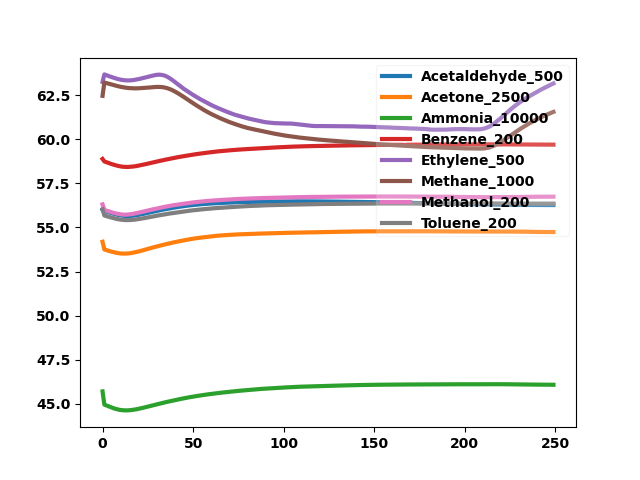 Acetaldehyde_500
Acetone_2500
Ammonia_10000
Benzene_200
Ethylene_500
Methane_1000
Methanol_200
Toluene_200
62.5
60.0
57.5
55.0
52.5
50.0
47.5
45.0
0 50 100 150 200 250